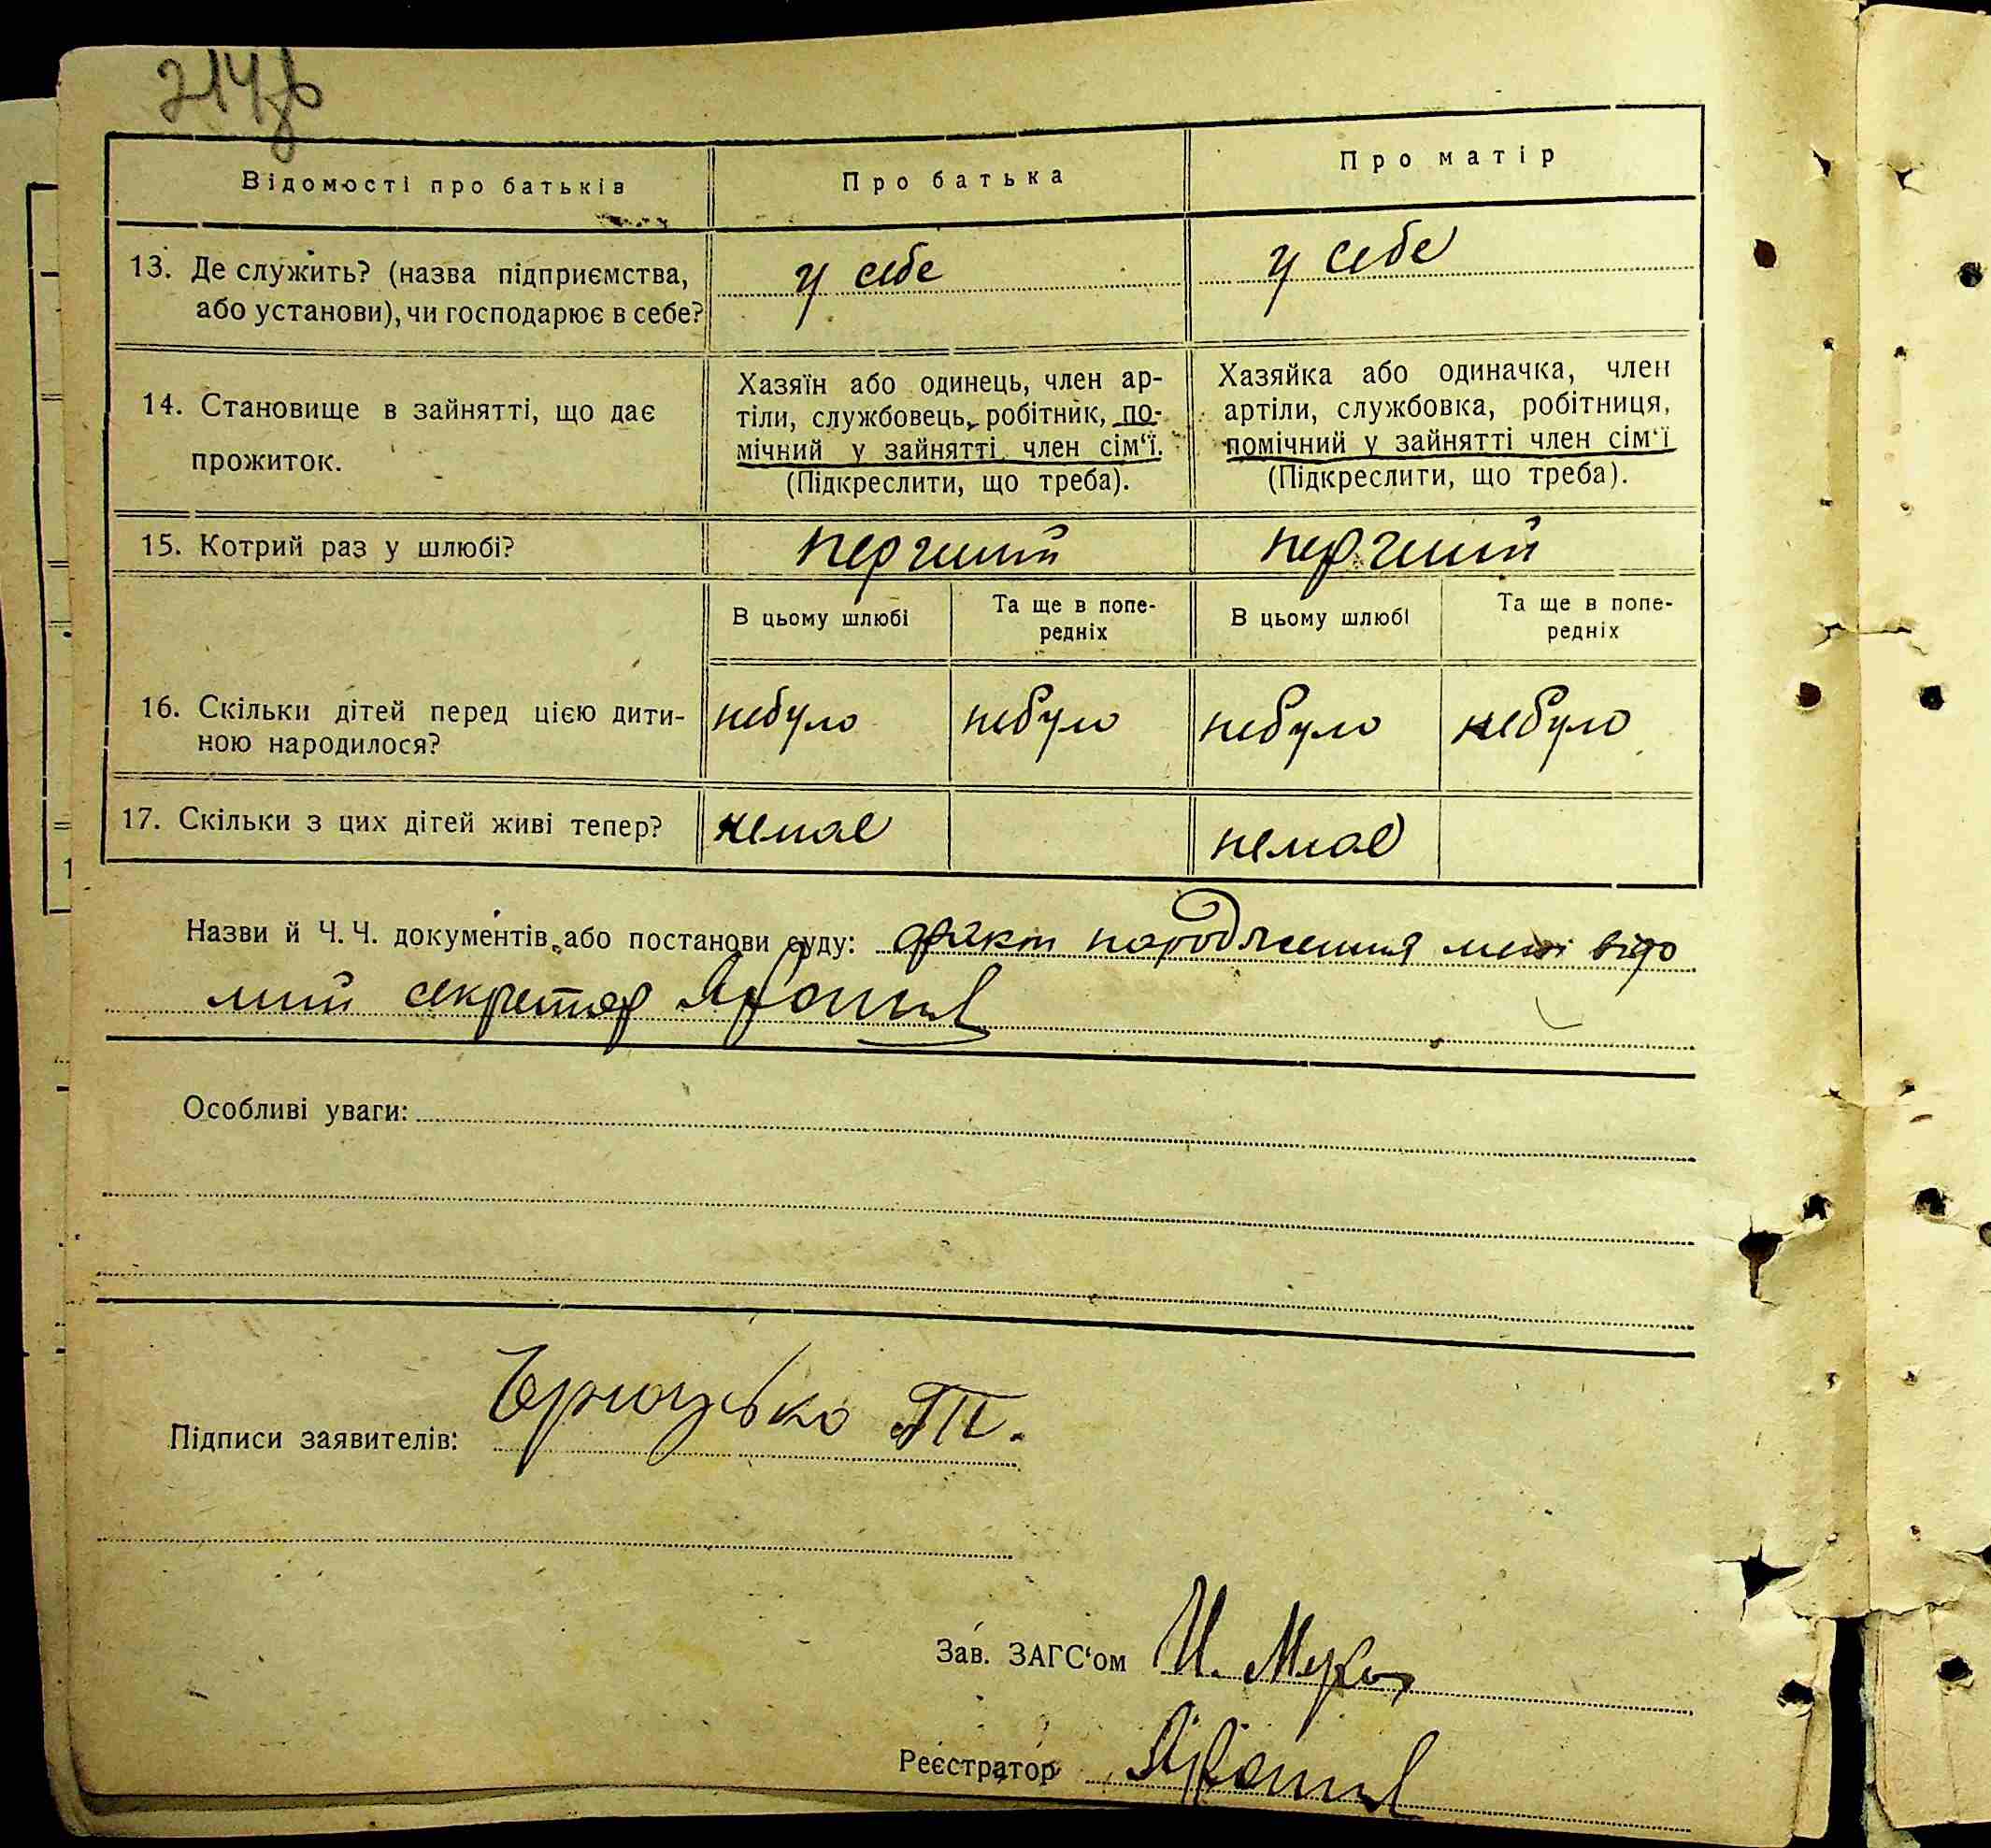 214
Відомості про батьків
Про батька
Про матір
13. Де служить? (назва підприємства,
або установи), чи господарює в себе?
у себе
у себе
14. Становище в зайнятті, що дає
прожиток.
Хазяїн або одинець, член ар-
тіли, службовець, робітник, по-
мічний у зайнятті член сім‘ї.
(Підкреслити, що треба).
Хазяйка або одиначка, член
артіли, службовка, робітниця,
помічний у зайнятті член сім‘ї
(Підкреслити, що треба).
15. Котрий раз у шлюбі?
перший
перший
В цьому шлюбі
Та ще в попе-
редніх
В цьому шлюбі
Та ще в попе-
редніх
16. Скільки дітей перед цією дити-
ною народилося?
небуло
небуло
небуло
небуло
17. Скільки з цих дітей живі тепер?
немае
немае
Назви й Ч. Ч. документів, або постанови суду: факт народження мені відо
мий секретар
Особливі уваги:
Підписи заявителів:
Зав. ЗАГС‘ом
Реєстратор